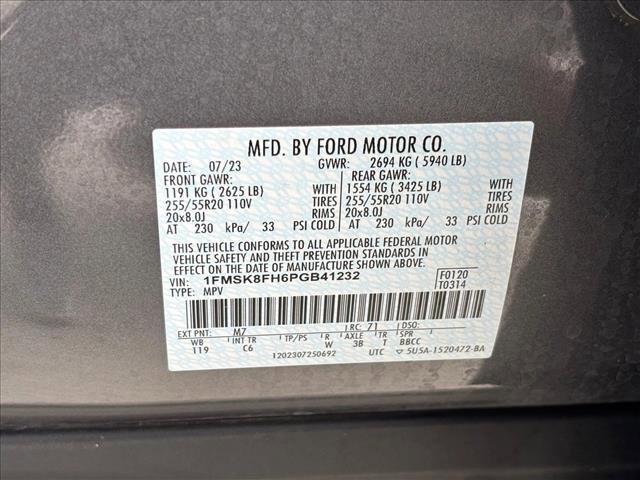 MFD. BY FORD MOTOR CO.
DATE: 07/23 GVWR: 2694 KG ( 5940 LB)
FRONT GAWR: REAR GAWR:
1191 KG ( 2625 LB) WITH 1554 KG ( 3425 LB) WITH
255/55R20 110V TIRES 255/55R20 110V TIRES
20x8.0J RIMS 20x8.0J RIMS
AT 230 kPa/ 33 PSI COLD AT 230 kPa/ 33 PSI COLD
THIS VEHICLE CONFORMS TO ALL APPLICABLE FEDERAL MOTOR
VEHICLE SAFETY AND THEFT PREVENTION STANDARDS IN EFFECT
ON THE DATE OF MANUFACTURE SHOWN ABOVE.
VIN: 1FMSK8FH6PGB41232 F0120
TYPE: MPV T0314
EXT PNT: M7 RC: 71 DSO:
WB INT TR TP/PS R AXLE TR SPR
119 C6 W 3B T BBCC
1202307250692 UTC 5U5A-1520472-BA